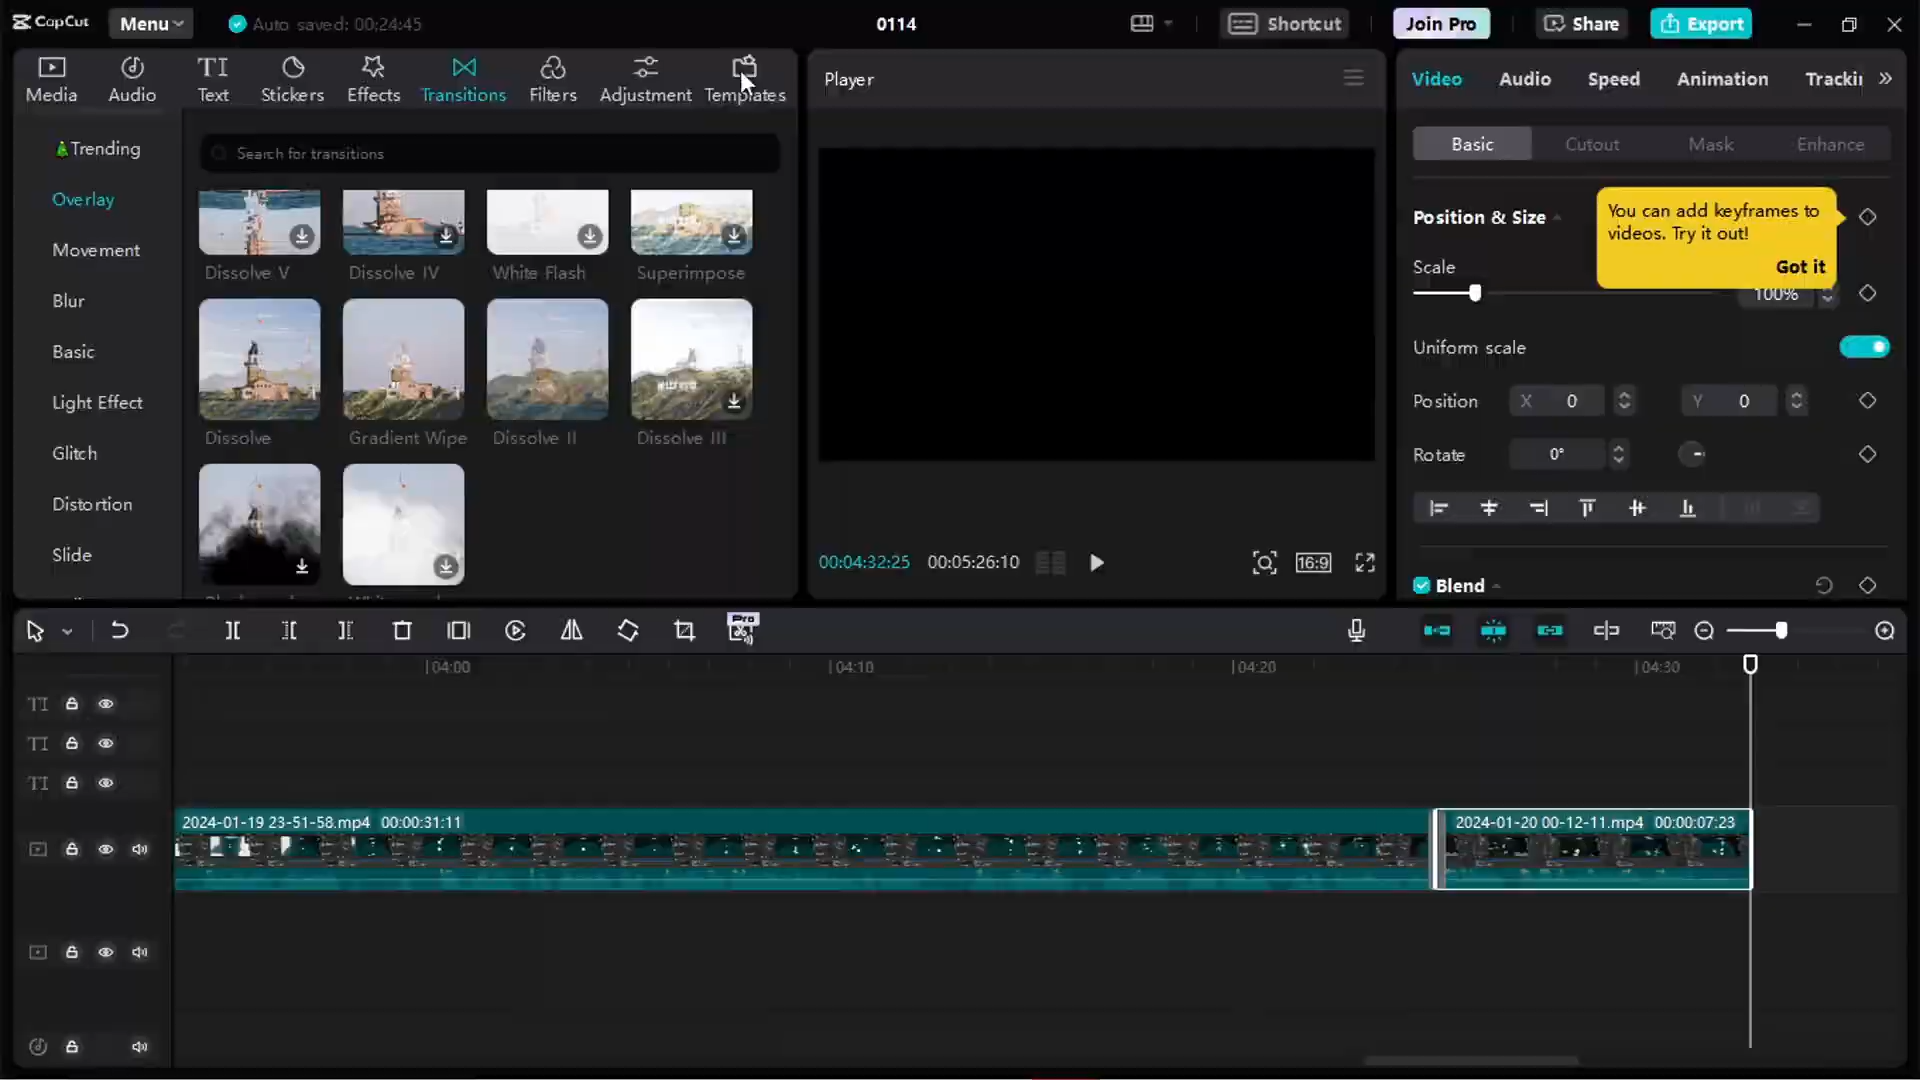 CapCut
Menu
Auto saved: 00:24:45
0114
Shortcut
Join Pro
Share
Export
Media
Audio
Text
Stickers
Effects
Transitions
Filters
Adjustment
Templates
Trending
Overlay
Movement
Blur
Basic
Light Effect
Glitch
Distortion
Slide
Search for transitions
Dissolve V
Dissolve IV
White Flash
Superimpose
Dissolve
Gradient Wipe
Dissolve II
Dissolve III
Player
00:04:32:25
00:05:26:10
16:9
Video
Audio
Speed
Animation
Trackin
Basic
Cutout
Mask
Enhance
Position & Size
You can add keyframes to
videos. Try it out!
Got it
Scale
100%
Uniform scale
Position
X 0
Y 0
Rotate
0°
Blend
Pro
04:00
04:10
04:20
04:30
TI
TI
TI
2024-01-19 23-51-58.mp4 00:00:31:11
2024-01-20 00-12-11.mp4 00:00:07:23